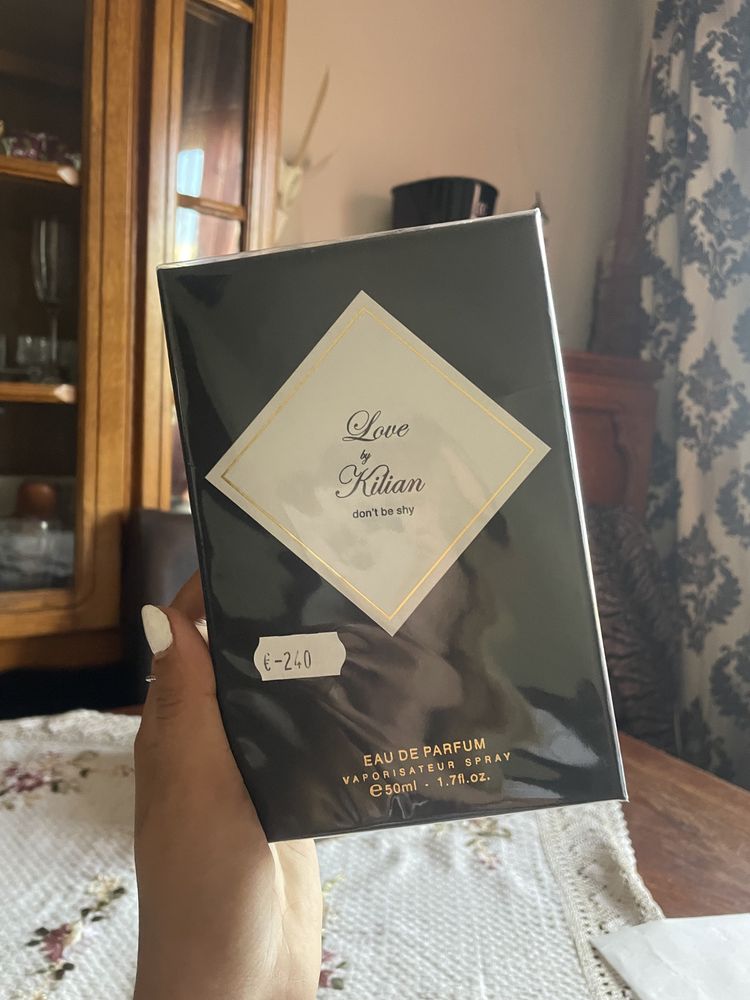 Love
by
Kilian
don't be shy
€-240
EAU DE PARFUM
VAPORISATEUR SPRAY
℮50ml - 1.7fl.oz.